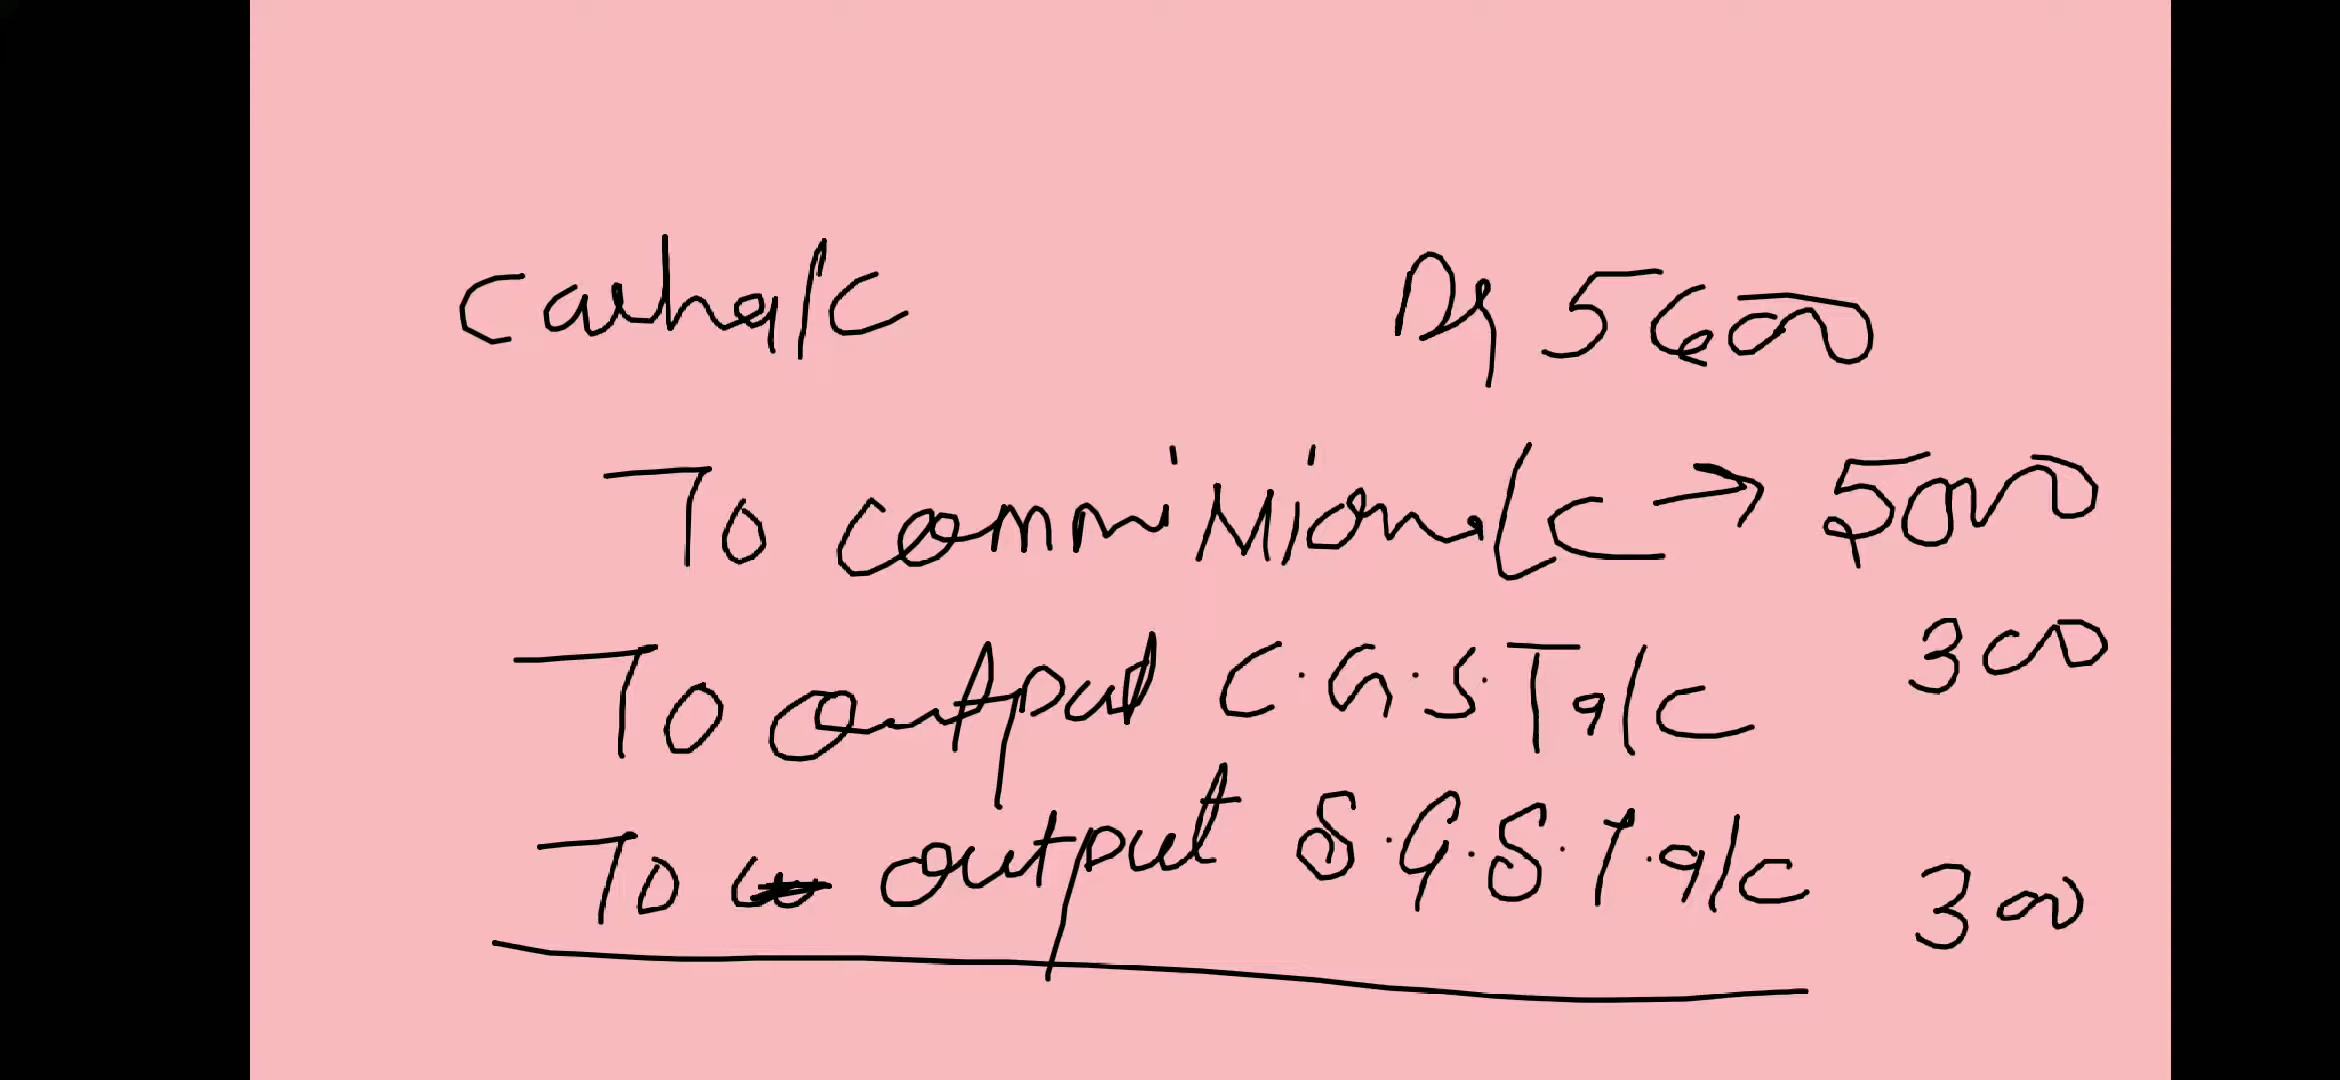 Cash a/c Dr 5600
To commission a/c → 5000
To output C.G.S.T a/c 300
To output S.G.S.T. a/c 300